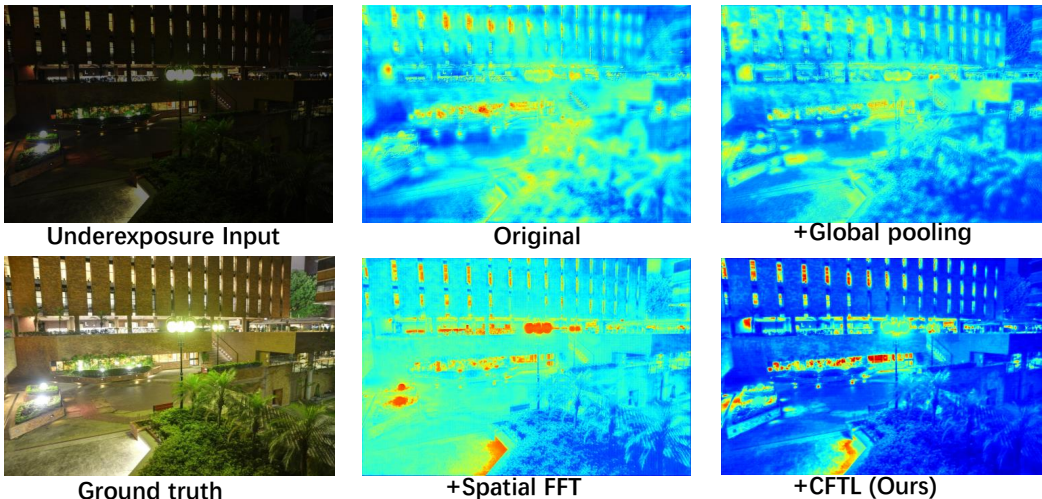 Underexposure Input
Original
+Global pooling
Ground truth
+Spatial FFT
+CFTL (Ours)